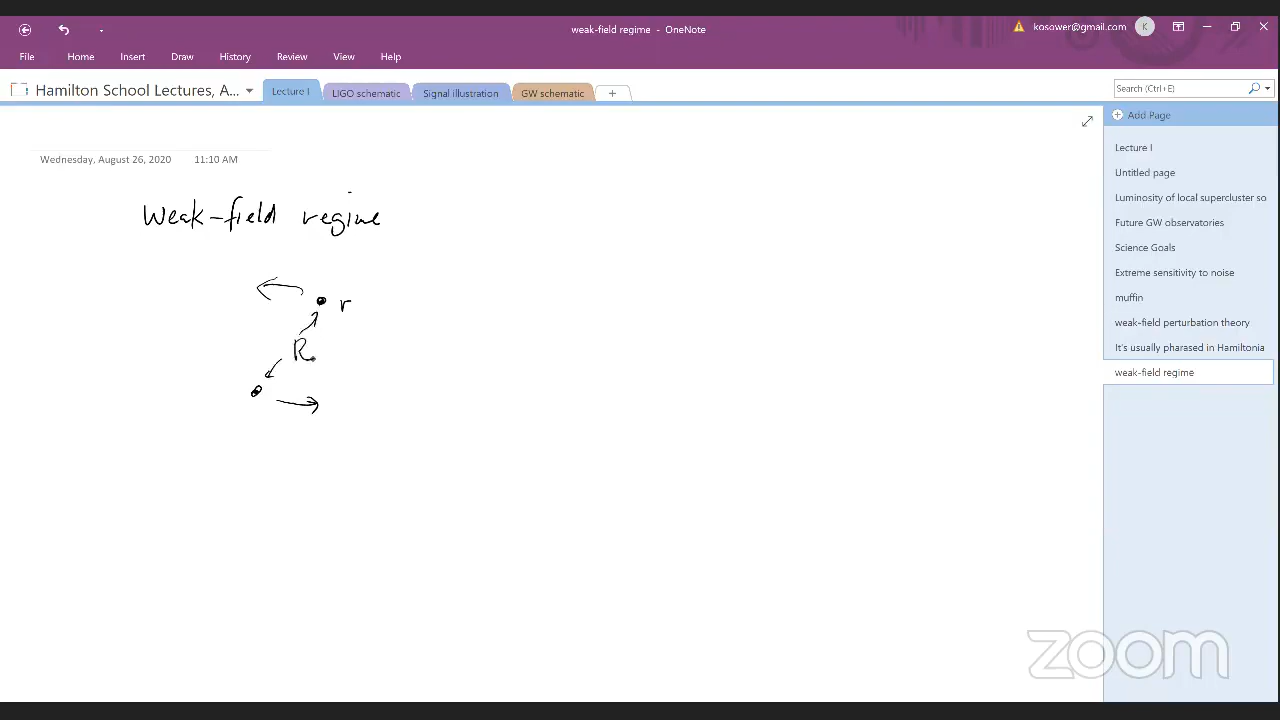 weak-field regime - OneNote
kosower@gmail.com
K
File
Home
Insert
Draw
History
Review
View
Help
Hamilton School Lectures, A...
Lecture I
LIGO schematic
Signal illustration
GW schematic
Search (Ctrl+E)
Add Page
Wednesday, August 26, 2020 11:10 AM
Lecture I
Untitled page
Luminosity of local supercluster so
Future GW observatories
Science Goals
Extreme sensitivity to noise
muffin
weak-field perturbation theory
It's usually pharased in Hamiltonia
weak-field regime
Weak-field regime
r
R
zoom